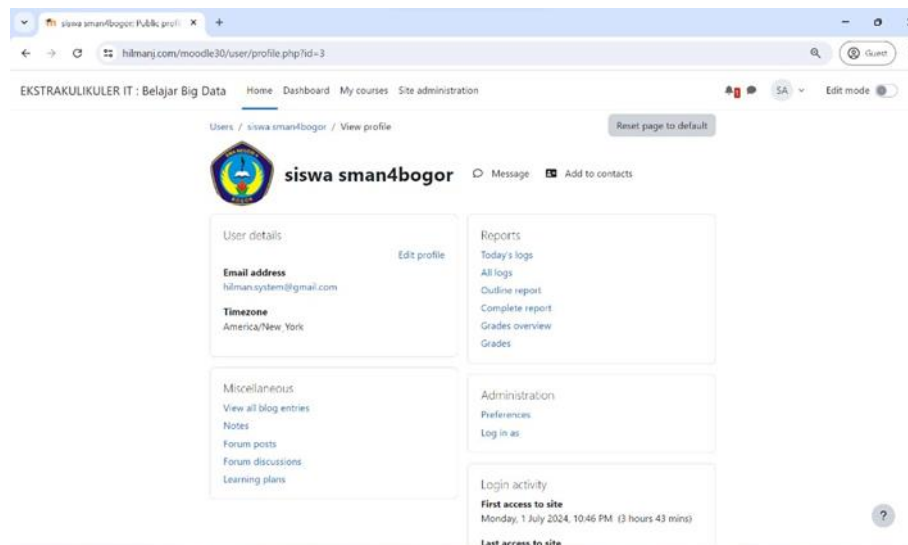 siswa sman4bogor: Public profi
hilmanj.com/moodle30/user/profile.php?id=3
Guest
EKSTRAKULIKULER IT : Belajar Big Data Home Dashboard My courses Site administration
1 SA Edit mode
Users / siswa sman4bogor / View profile
Reset page to default
siswa sman4bogor
Message Add to contacts
User details
Edit profile
Email address
hilman.system@gmail.com
Timezone
America/New_York
Miscellaneous
View all blog entries
Notes
Forum posts
Forum discussions
Learning plans
Reports
Today's logs
All logs
Outline report
Complete report
Grades overview
Grades
Administration
Preferences
Log in as
Login activity
First access to site
Monday, 1 July 2024, 10:46 PM (3 hours 43 mins)
Last access to site
?